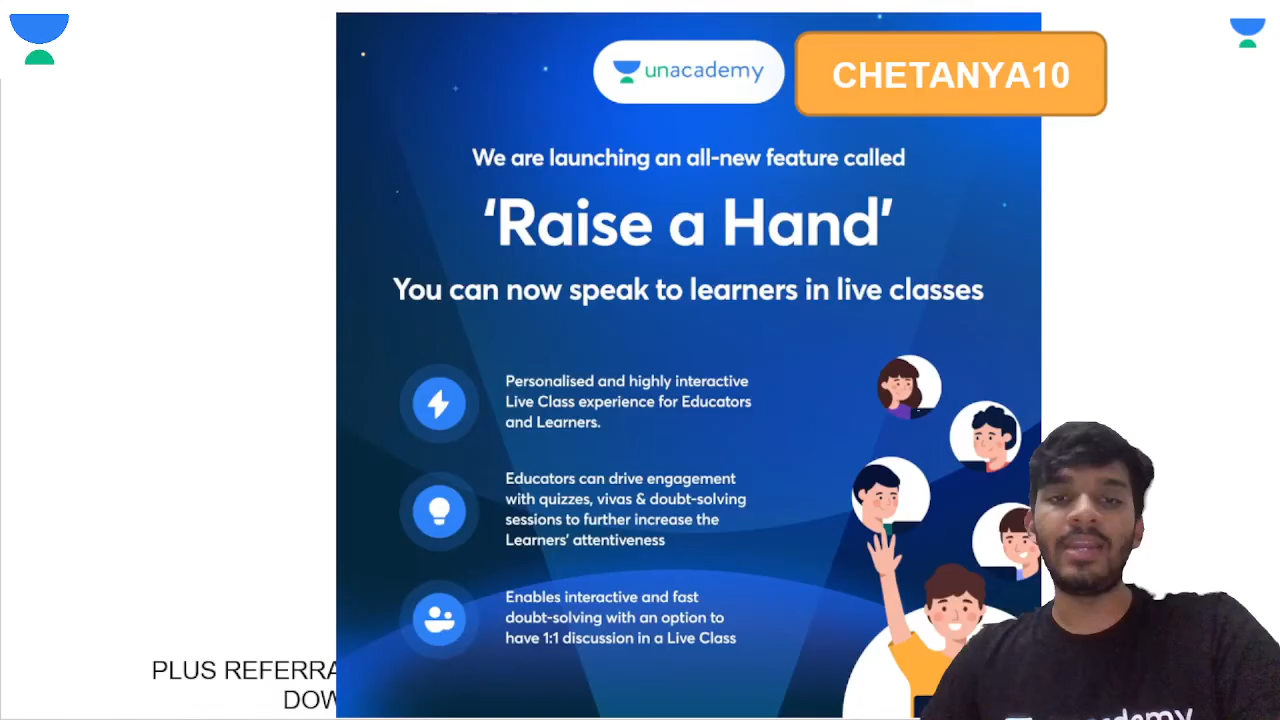 unacademy
CHETANYA10
We are launching an all-new feature called
'Raise a Hand'
You can now speak to learners in live classes
Personalised and highly interactive
Live Class experience for Educators
and Learners.
Educators can drive engagement
with quizzes, vivas & doubt-solving
sessions to further increase the
Learners' attentiveness
Enables interactive and fast
doubt-solving with an option to
have 1:1 discussion in a Live Class
PLUS